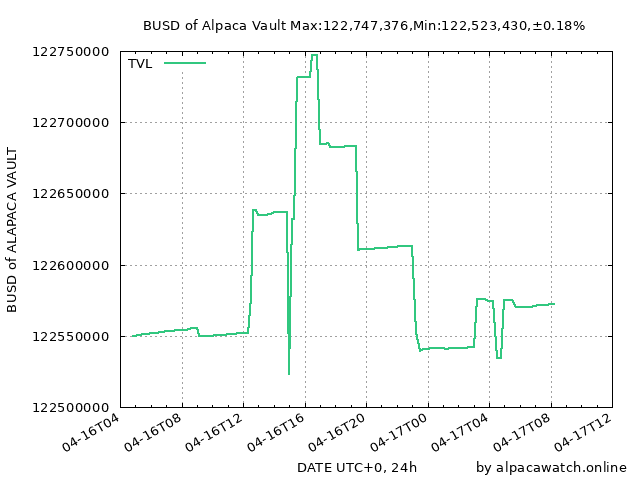 BUSD of Alpaca Vault Max:122,747,376,Min:122,523,430,±0.18%
TVL
BUSD of ALAPACA VAULT
122750000
122700000
122650000
122600000
122550000
122500000
04-16T04
04-16T08
04-16T12
04-16T16
04-16T20
04-17T00
04-17T04
04-17T08
04-17T12
DATE UTC+0, 24h
by alpacawatch.online